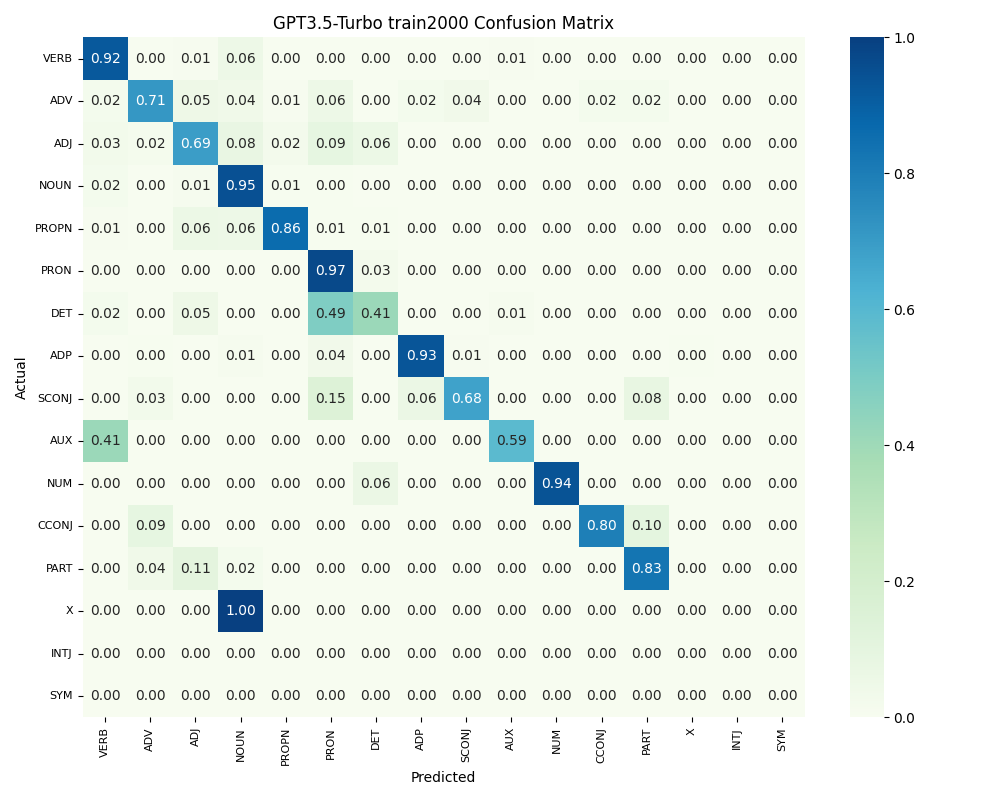 GPT3.5-Turbo train2000 Confusion Matrix
VERB 0.92 0.00 0.01 0.06 0.00 0.00 0.00 0.00 0.00 0.01 0.00 0.00 0.00 0.00 0.00 0.00
ADV 0.02 0.71 0.05 0.04 0.01 0.06 0.00 0.02 0.04 0.00 0.00 0.02 0.02 0.00 0.00 0.00
ADJ 0.03 0.02 0.69 0.08 0.02 0.09 0.06 0.00 0.00 0.00 0.00 0.00 0.00 0.00 0.00 0.00
NOUN 0.02 0.00 0.01 0.95 0.01 0.00 0.00 0.00 0.00 0.00 0.00 0.00 0.00 0.00 0.00 0.00
PROPN 0.01 0.00 0.06 0.06 0.86 0.01 0.01 0.00 0.00 0.00 0.00 0.00 0.00 0.00 0.00 0.00
PRON 0.00 0.00 0.00 0.00 0.00 0.97 0.03 0.00 0.00 0.00 0.00 0.00 0.00 0.00 0.00 0.00
DET 0.02 0.00 0.05 0.00 0.00 0.49 0.41 0.00 0.00 0.01 0.00 0.00 0.00 0.00 0.00 0.00
ADP 0.00 0.00 0.00 0.01 0.00 0.04 0.00 0.93 0.01 0.00 0.00 0.00 0.00 0.00 0.00 0.00
SCONJ 0.00 0.03 0.00 0.00 0.00 0.15 0.00 0.06 0.68 0.00 0.00 0.00 0.08 0.00 0.00 0.00
AUX 0.41 0.00 0.00 0.00 0.00 0.00 0.00 0.00 0.00 0.59 0.00 0.00 0.00 0.00 0.00 0.00
NUM 0.00 0.00 0.00 0.00 0.00 0.00 0.06 0.00 0.00 0.00 0.94 0.00 0.00 0.00 0.00 0.00
CCONJ 0.00 0.09 0.00 0.00 0.00 0.00 0.00 0.00 0.00 0.00 0.00 0.80 0.10 0.00 0.00 0.00
PART 0.00 0.04 0.11 0.02 0.00 0.00 0.00 0.00 0.00 0.00 0.00 0.00 0.83 0.00 0.00 0.00
X 0.00 0.00 0.00 1.00 0.00 0.00 0.00 0.00 0.00 0.00 0.00 0.00 0.00 0.00 0.00 0.00
INTJ 0.00 0.00 0.00 0.00 0.00 0.00 0.00 0.00 0.00 0.00 0.00 0.00 0.00 0.00 0.00 0.00
SYM 0.00 0.00 0.00 0.00 0.00 0.00 0.00 0.00 0.00 0.00 0.00 0.00 0.00 0.00 0.00 0.00
VERB ADV ADJ NOUN PROPN PRON DET ADP SCONJ AUX NUM CCONJ PART X INTJ SYM
Predicted
Actual
1.0
0.8
0.6
0.4
0.2
0.0